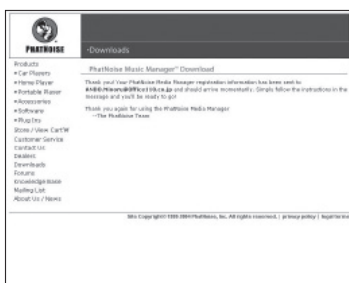 PHATNOISE
·Downloads
Products
Car Players
Home Player
Portable Player
Accessories
Software
Plug Ins
Store / View Cart
Customer Service
Contact Us
Dealers
Downloads
Forums
Knowledge Base
Mailing List
About Us / News
PhatNoise Music Manager™ Download
Thank you! Your PhatNoise Media Manager registration information has been sent to
and should arrive momentarily. Simply follow the instructions in the
message and you'll be ready to go!
Thank you again for using the PhatNoise Media Manager
—The PhatNoise Team
Site Copyright© 1999-2004 PhatNoise, Inc. All rights reserved. | privacy policy | legal terms